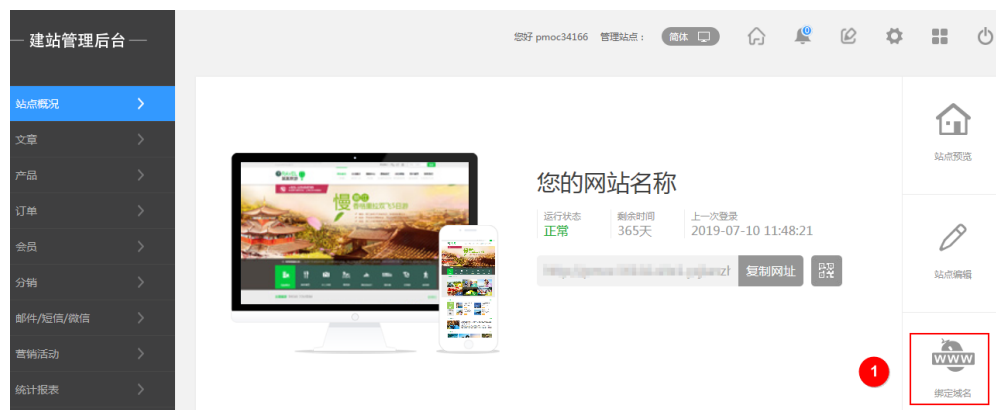 — 建站管理后台 —
您好 pmoc34166 管理站点： 简体
站点概况
文章
产品
订单
会员
分销
邮件/短信/微信
营销活动
统计报表
慢
您的网站名称
运行状态 剩余时间 上一次登录
正常 365天 2019-07-10 11:48:21
复制网址
站点预览
站点编辑
1
WWW
绑定域名